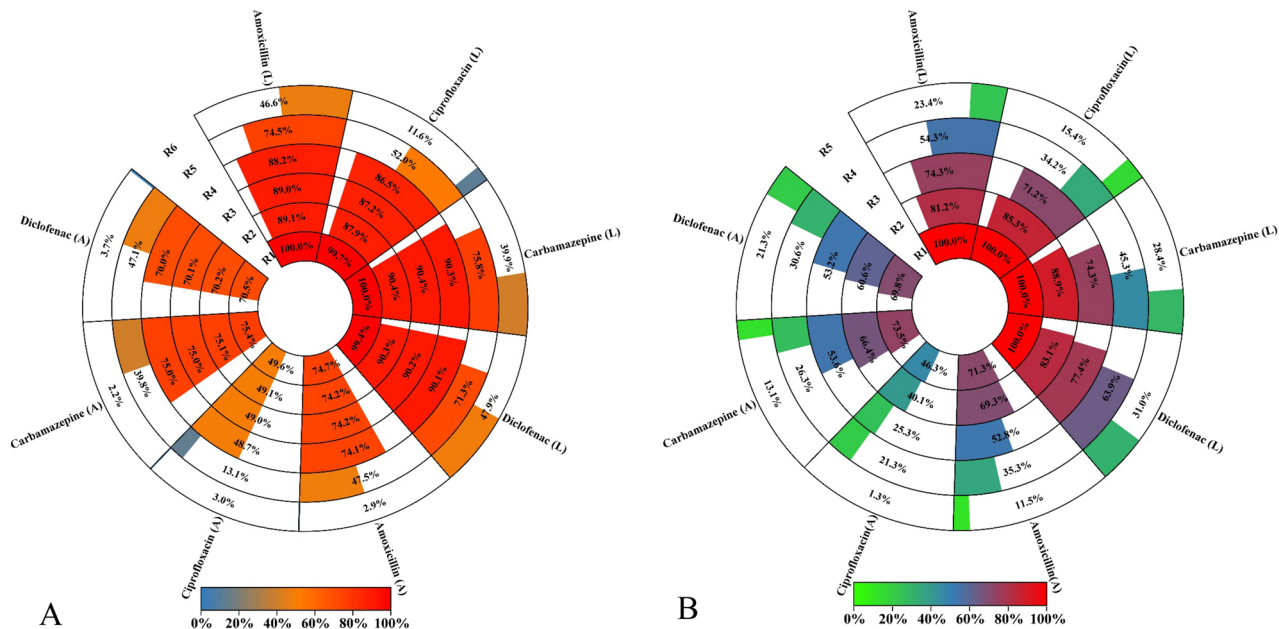 Amoxicillin (L)
46.6%
74.5%
88.2%
89.0%
89.1%
100.0%
Ciprofloxacin (L)
11.6%
52.0%
86.5%
87.2%
87.9%
99.7%
Carbamazepine (L)
39.9%
75.8%
90.3%
90.4%
90.4%
100.0%
Diclofenac (L)
47.9%
71.3%
90.1%
90.2%
90.3%
99.4%
Amoxicillin (A)
2.9%
47.5%
74.1%
74.2%
74.2%
74.7%
Ciprofloxacin (A)
3.0%
13.1%
48.7%
49.0%
49.1%
49.6%
Carbamazepine (A)
2.2%
39.8%
75.0%
75.0%
75.1%
75.4%
Diclofenac (A)
3.7%
47.1%
70.0%
70.1%
70.2%
70.5%
R6
R5
R4
R3
R2
R1
A
0% 20% 40% 60% 80% 100%
Amoxicillin(L)
23.4%
54.3%
74.3%
81.2%
100.0%
Ciprofloxacin(L)
15.4%
34.2%
71.2%
85.3%
100.0%
Carbamazepine (L)
28.4%
45.3%
74.3%
88.9%
100.0%
Diclofenac (L)
31.0%
63.9%
77.4%
83.1%
100.0%
Amoxicillin(A)
11.5%
35.3%
52.8%
69.3%
71.3%
Ciprofloxacin(A)
1.3%
21.3%
25.3%
40.1%
46.3%
Carbamazepine (A)
13.1%
26.3%
53.6%
66.4%
73.5%
Diclofenac (A)
21.3%
30.6%
53.2%
60.6%
69.8%
R5
R4
R3
R2
R1
B
0% 20% 40% 60% 80% 100%